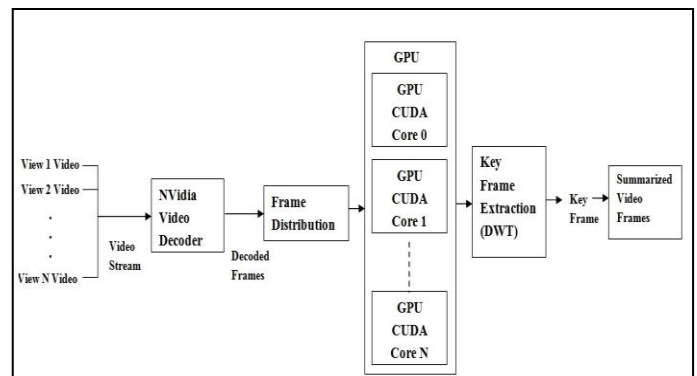 View 1 Video
View 2 Video
.
.
.
View N Video
Video
Stream
NVidia
Video
Decoder
Decoded
Frames
Frame
Distribution
GPU
GPU
CUDA
Core 0
GPU
CUDA
Core 1
GPU
CUDA
Core N
Key
Frame
Extraction
(DWT)
Key
Frame
Summarized
Video
Frames